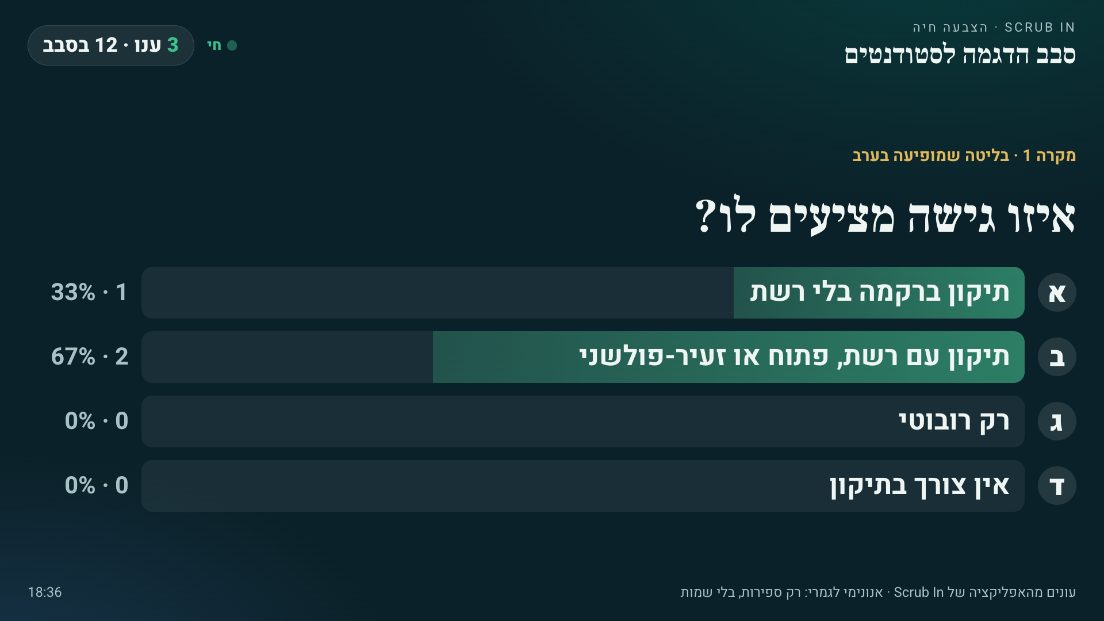 SCRUB IN · הצבעה חיה
סבב הדגמה לסטודנטים
חי
3 ענו · 12 בסבב
מקרה 1 · בליטה שמופיעה בערב
איזו גישה מציעים לו?
א תיקון ברקמה בלי רשת 1 · 33%
ב תיקון עם רשת, פתוח או זעיר-פולשני 2 · 67%
ג רק רובוטי 0 · 0%
ד אין צורך בתיקון 0 · 0%
עונים מהאפליקציה של Scrub In · אנונימי לגמרי: רק ספירות, בלי שמות
18:36